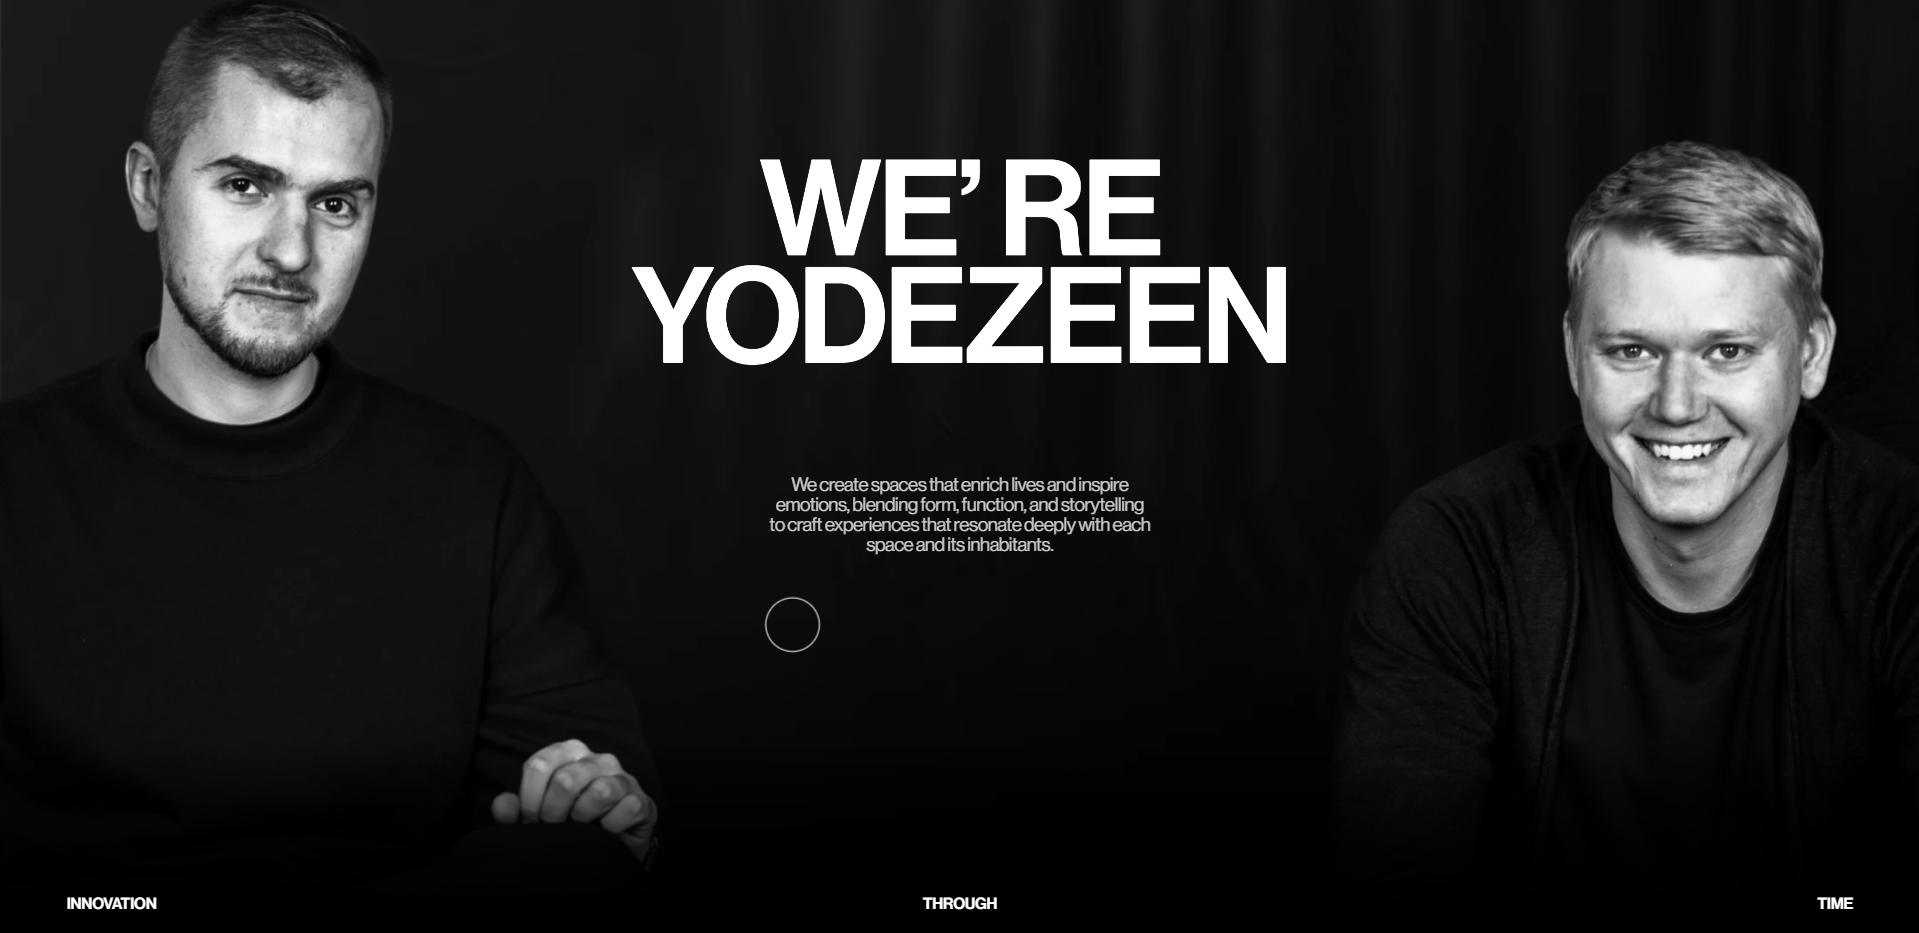 WE’ RE
YODEZEEN
We create spaces that enrich lives and inspire
emotions, blending form, function, and storytelling
to craft experiences that resonate deeply with each
space and its inhabitants.
INNOVATION
THROUGH
TIME